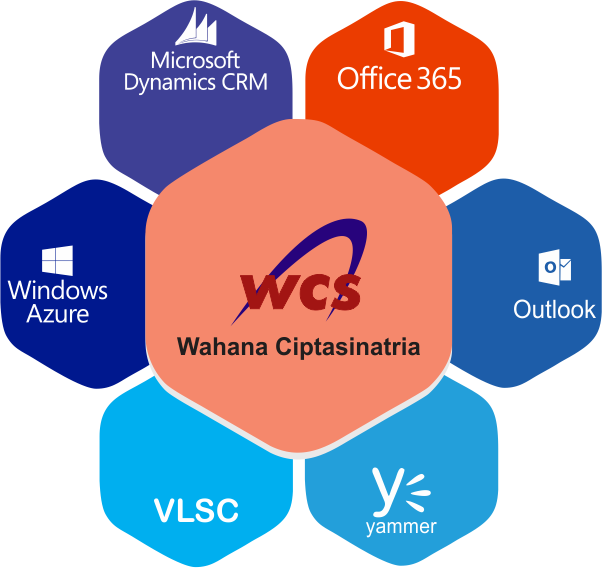 Microsoft
Dynamics CRM
Office 365
Windows
Azure
wcs
Wahana Ciptasinatria
Outlook
VLSC
yammer